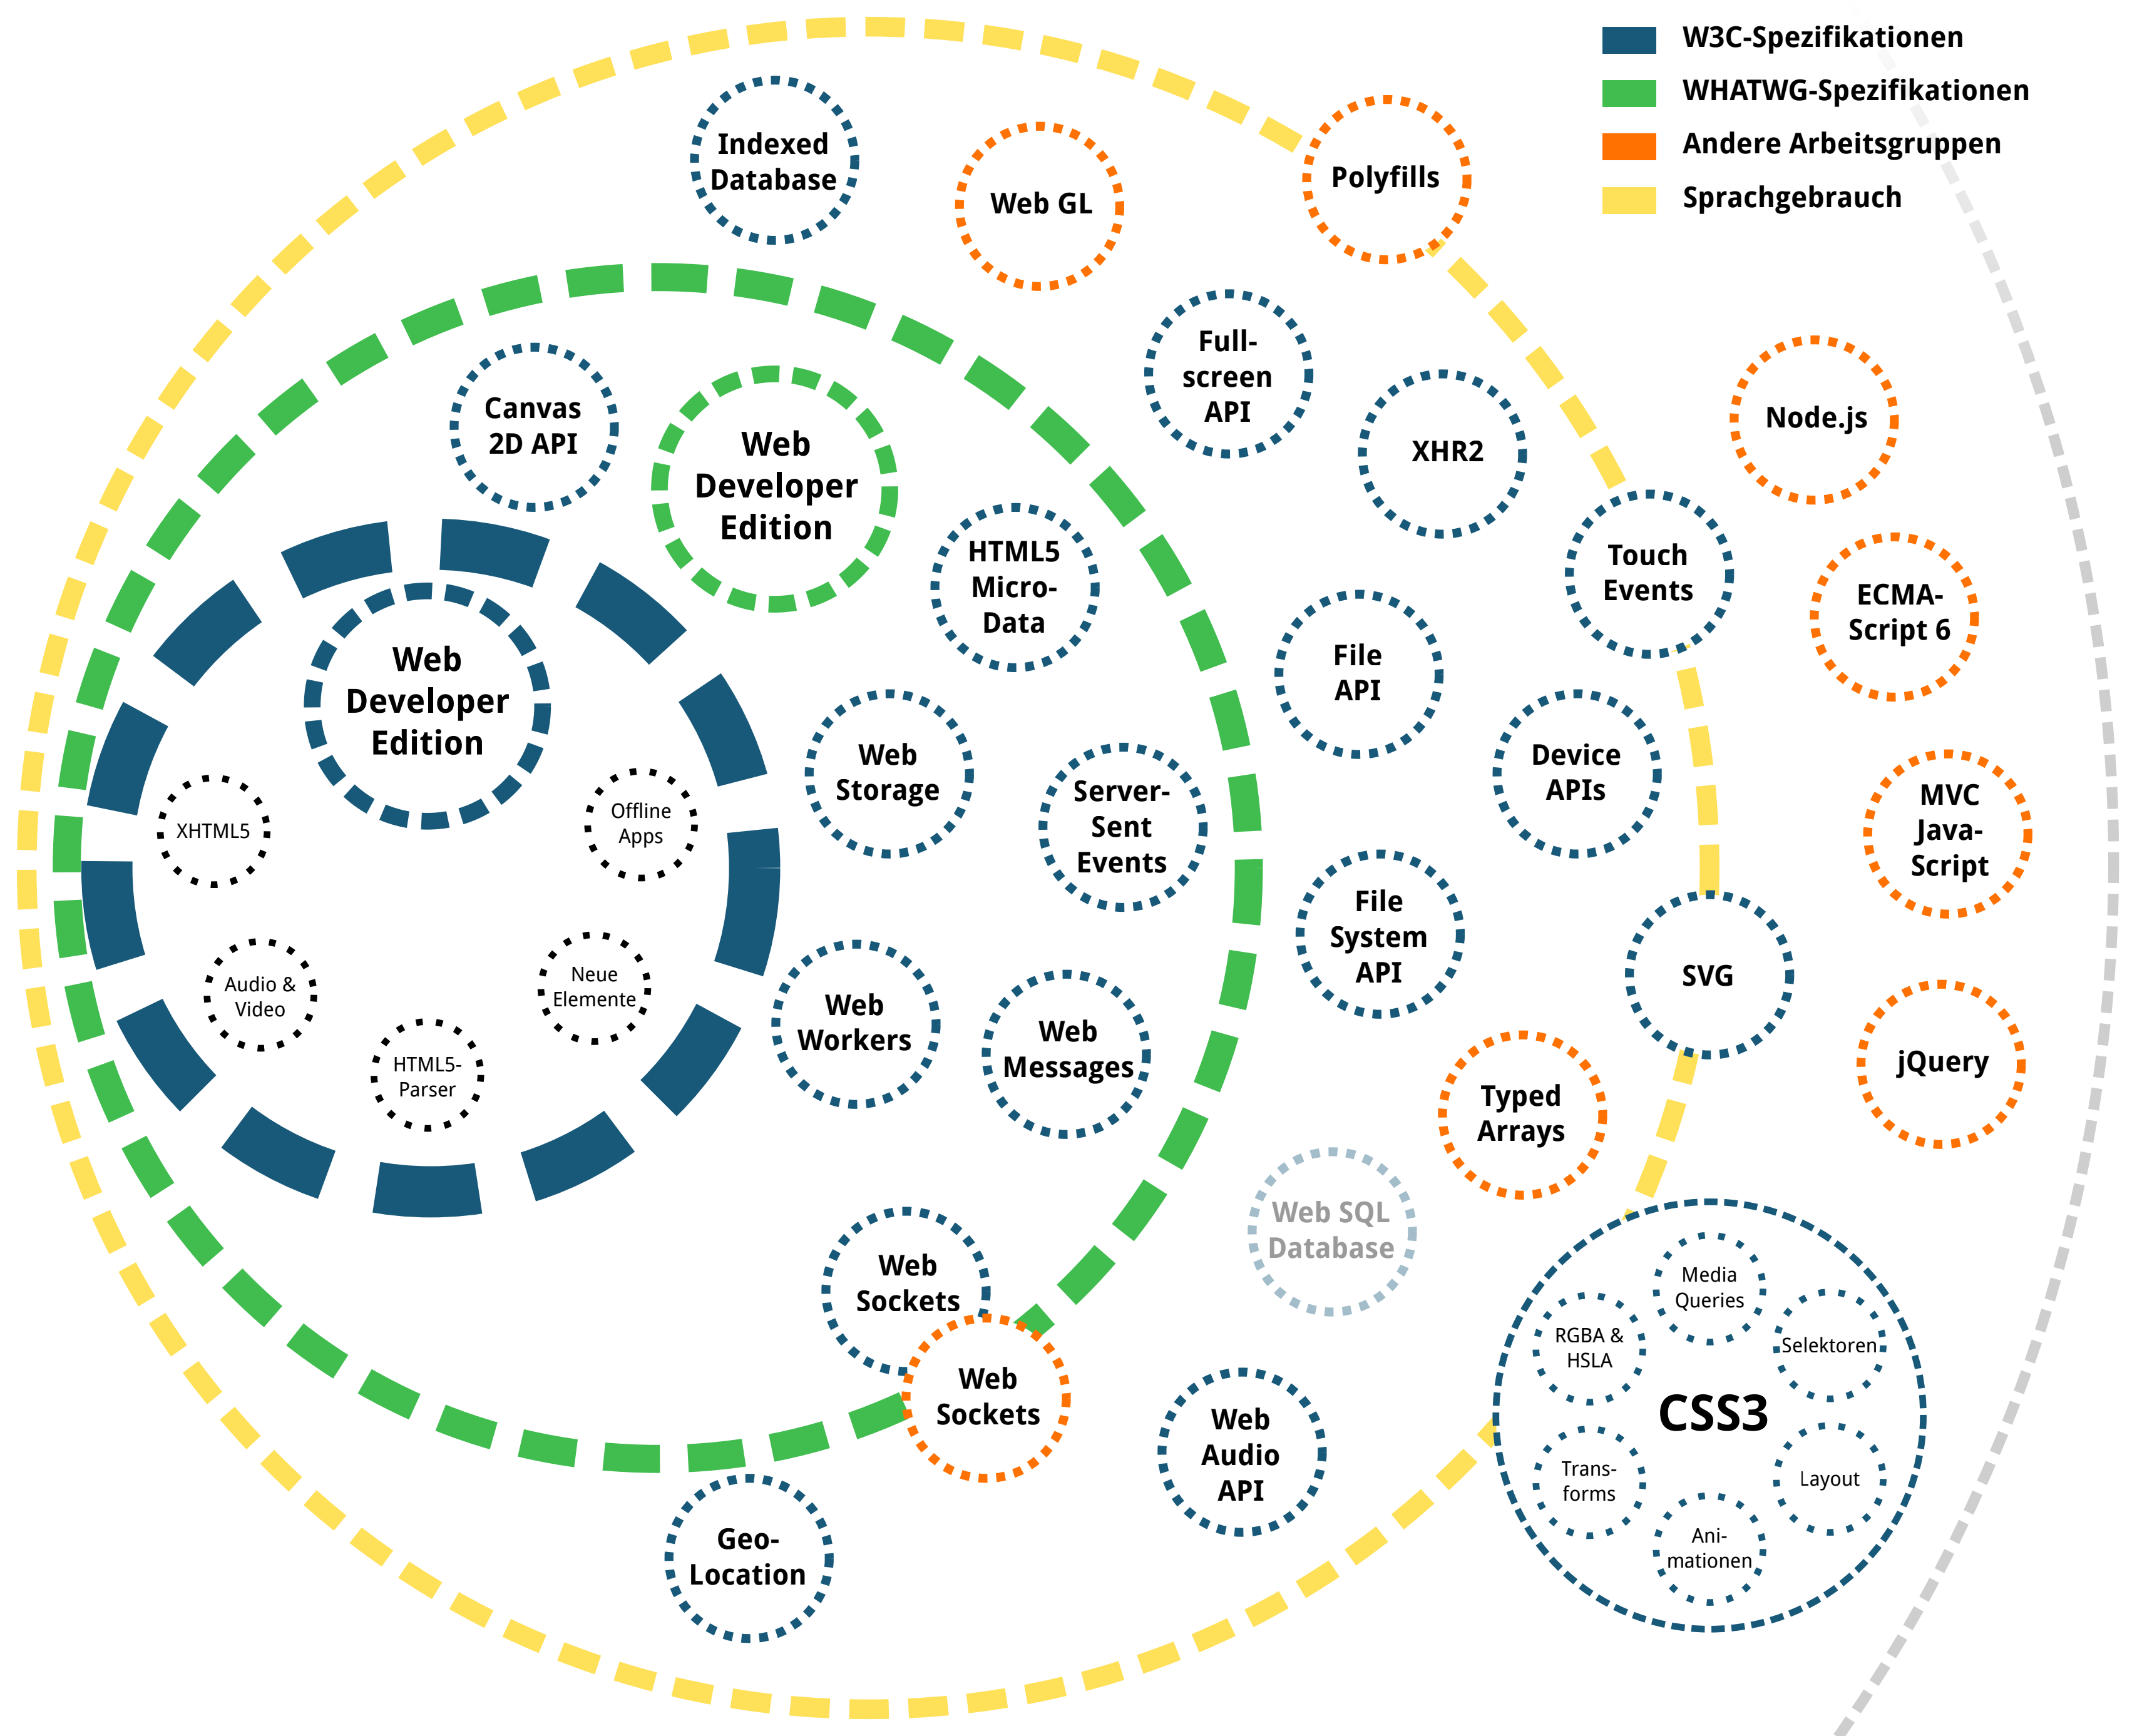 W3C-Spezifikationen
WHATWG-Spezifikationen
Andere Arbeitsgruppen
Sprachgebrauch
Indexed
Database
Web GL
Polyfills
Full-
screen
API
XHR2
Node.js
Canvas
2D API
Web
Developer
Edition
HTML5
Micro-
Data
Touch
Events
ECMA-
Script 6
Web
Developer
Edition
File
API
Web
Storage
Server-
Sent
Events
Device
APIs
MVC
Java-
Script
XHTML5
Offline
Apps
File
System
API
SVG
Audio &
Video
Neue
Elemente
HTML5-
Parser
Web
Workers
Web
Messages
jQuery
Typed
Arrays
Web SQL
Database
Web
Sockets
Web
Sockets
Web
Audio
API
Geo-
Location
Media
Queries
RGBA &
HSLA
Selektoren
CSS3
Trans-
forms
Layout
Ani-
mationen